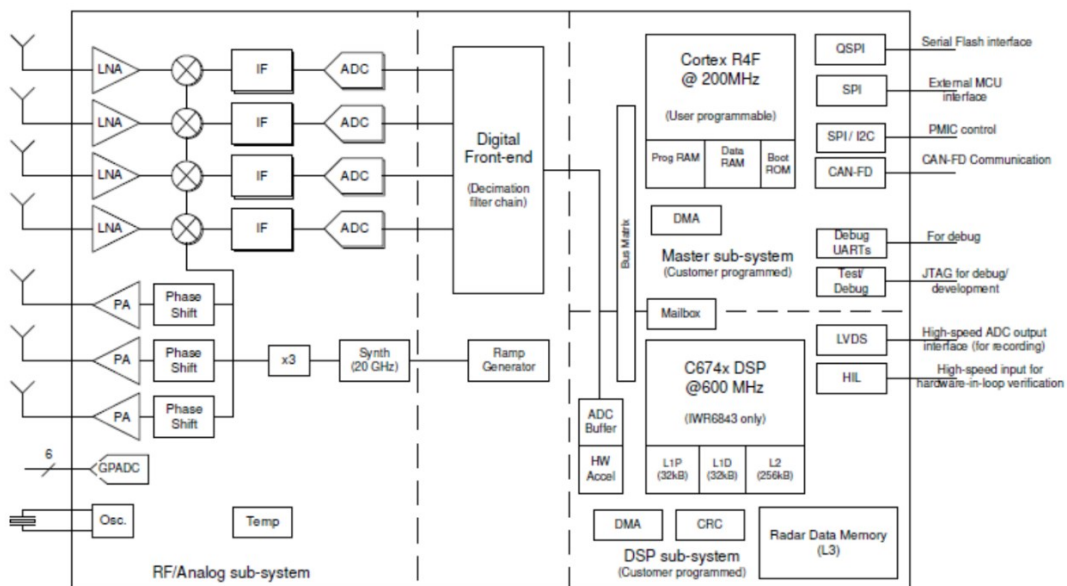 LNA
IF
ADC
LNA
IF
ADC
LNA
IF
ADC
LNA
IF
ADC
Digital
Front-end
(Decimation
filter chain)
PA
Phase
Shift
PA
Phase
Shift
PA
Phase
Shift
x3
Synth
(20 GHz)
Ramp
Generator
6
GPADC
Osc.
Temp
RF/Analog sub-system
Bus Matrix
Cortex R4F
@ 200MHz
(User programmable)
Prog RAM
Data
RAM
Boot
ROM
DMA
Master sub-system
(Customer programmed)
Mailbox
QSPI
Serial Flash interface
SPI
External MCU
interface
SPI / I2C
PMIC control
CAN-FD
CAN-FD Communication
Debug
UARTs
For debug
Test/
Debug
JTAG for debug/
development
LVDS
High-speed ADC output
interface (for recording)
HIL
High-speed input for
hardware-in-loop verification
C674x DSP
@600 MHz
(IWR6843 only)
L1P
(32kB)
L1D
(32kB)
L2
(256kB)
ADC
Buffer
HW
Accel
DMA
CRC
DSP sub-system
(Customer programmed)
Radar Data Memory
(L3)